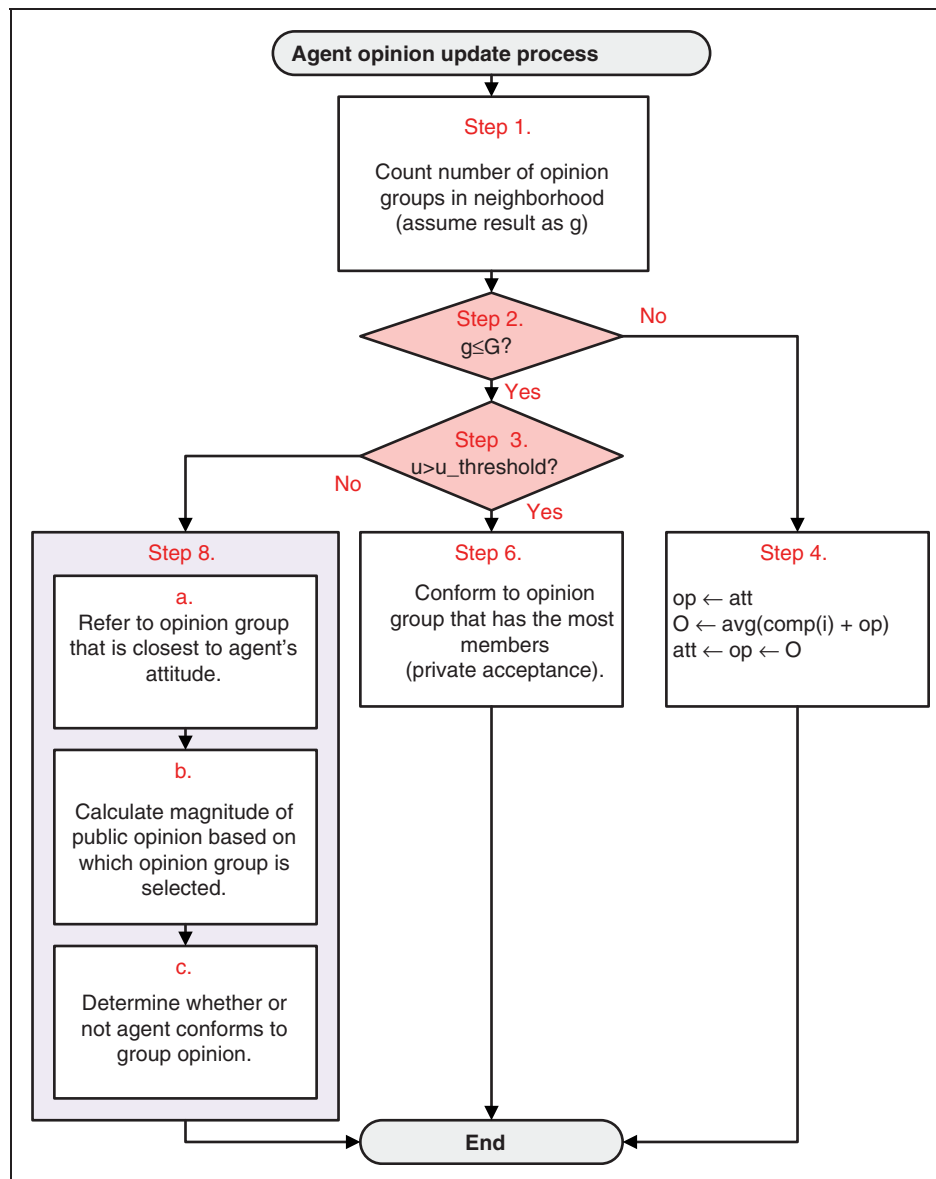 Agent opinion update process
Step 1.
Count number of opinion
groups in neighborhood
(assume result as g)
Step 2.
g≤G?
No
Yes
Step 3.
u>u_threshold?
No
Yes
Step 8.
a.
Refer to opinion group
that is closest to agent's
attitude.
b.
Calculate magnitude of
public opinion based on
which opinion group is
selected.
c.
Determine whether or
not agent conforms to
group opinion.
Step 6.
Conform to opinion
group that has the most
members
(private acceptance).
Step 4.
op ← att
O ← avg(comp(i) + op)
att ← op ← O
End